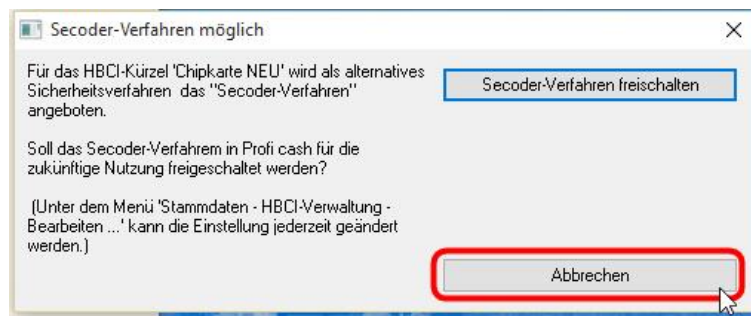 Secoder-Verfahren möglich
Für das HBCI-Kürzel 'Chipkarte NEU' wird als alternatives
Sicherheitsverfahren das "Secoder-Verfahren"
angeboten.
Secoder-Verfahren freischalten
Soll das Secoder-Verfahrem in Profi cash für die
zukünftige Nutzung freigeschaltet werden?
(Unter dem Menü 'Stammdaten - HBCI-Verwaltung -
Bearbeiten ...' kann die Einstellung jederzeit geändert
werden.)
Abbrechen